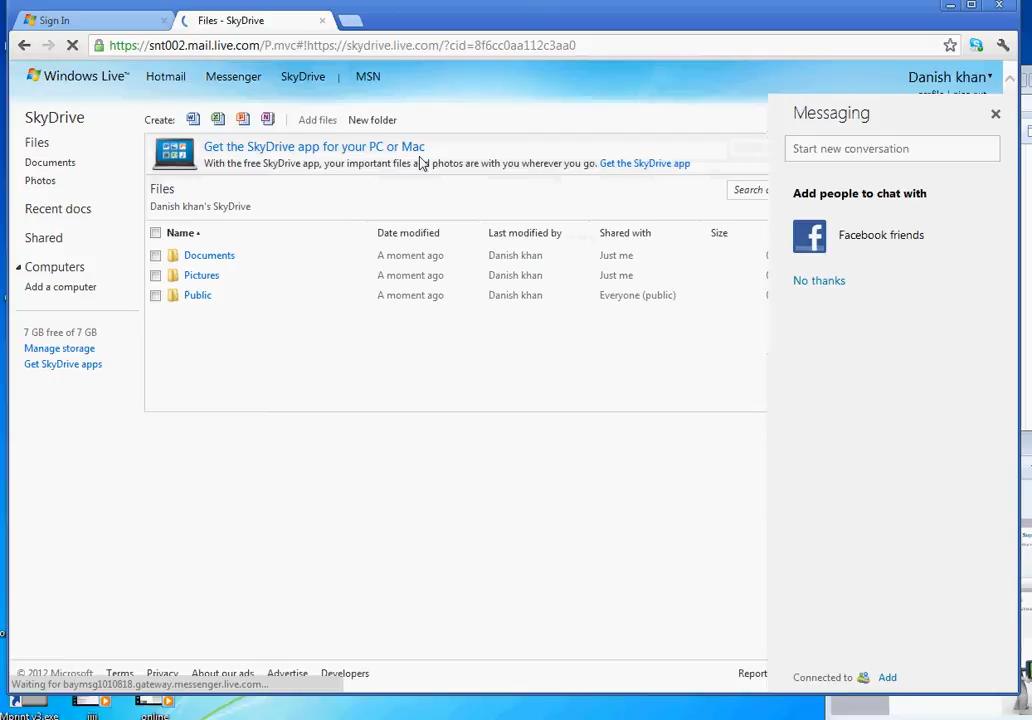 Sign In
Files - SkyDrive
https://snt002.mail.live.com/P.mvc#!https://skydrive.live.com/?cid=8f6cc0aa112c3aa0
Windows Live™ Hotmail Messenger SkyDrive | MSN
Danish khan
SkyDrive
Files
Documents
Photos
Recent docs
Shared
Computers
Add a computer
7 GB free of 7 GB
Manage storage
Get SkyDrive apps
Create: Add files New folder
Get the SkyDrive app for your PC or Mac
With the free SkyDrive app, your important files and photos are with you wherever you go. Get the SkyDrive app
Files
Danish khan's SkyDrive
Search
Name Date modified Last modified by Shared with Size
Documents A moment ago Danish khan Just me
Pictures A moment ago Danish khan Just me
Public A moment ago Danish khan Everyone (public)
Messaging
Start new conversation
Add people to chat with
Facebook friends
No thanks
Connected to Add
© 2012 Microsoft Terms Privacy About our ads Advertise Developers Report
Waiting for baymsg1010818.gateway.messenger.live.com...
Mprint v3.exe
online